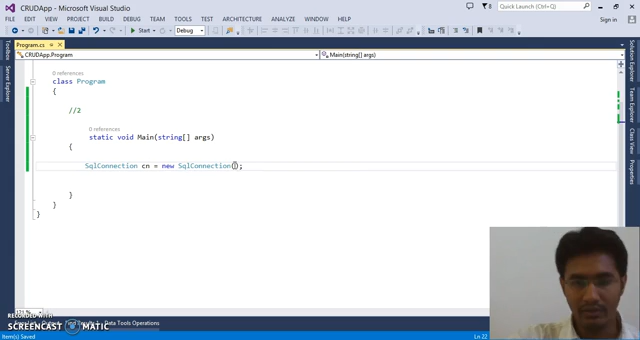 CRUDApp - Microsoft Visual Studio
8
Quick Launch (Ctrl+Q)
FILE EDIT VIEW PROJECT BUILD DEBUG TEAM TOOLS TEST ARCHITECTURE ANALYZE WINDOW HELP
Sign in
Start Debug
Program.cs
CRUDApp.Program
Main(string[] args)
Toolbox
Server Explorer
Solution Explorer
Team Explorer
Class View
Properties
0 references
class Program
{
//2
0 references
static void Main(string[] args)
{
SqlConnection cn = new SqlConnection();
}
}
}
RECORDED WITH
SCREENCAST MATIC
Data Tools Operations
Item(s) Saved
Ln 22